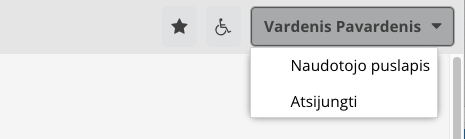 Vardenis Pavardenis
Naudotojo puslapis
Atsijungti